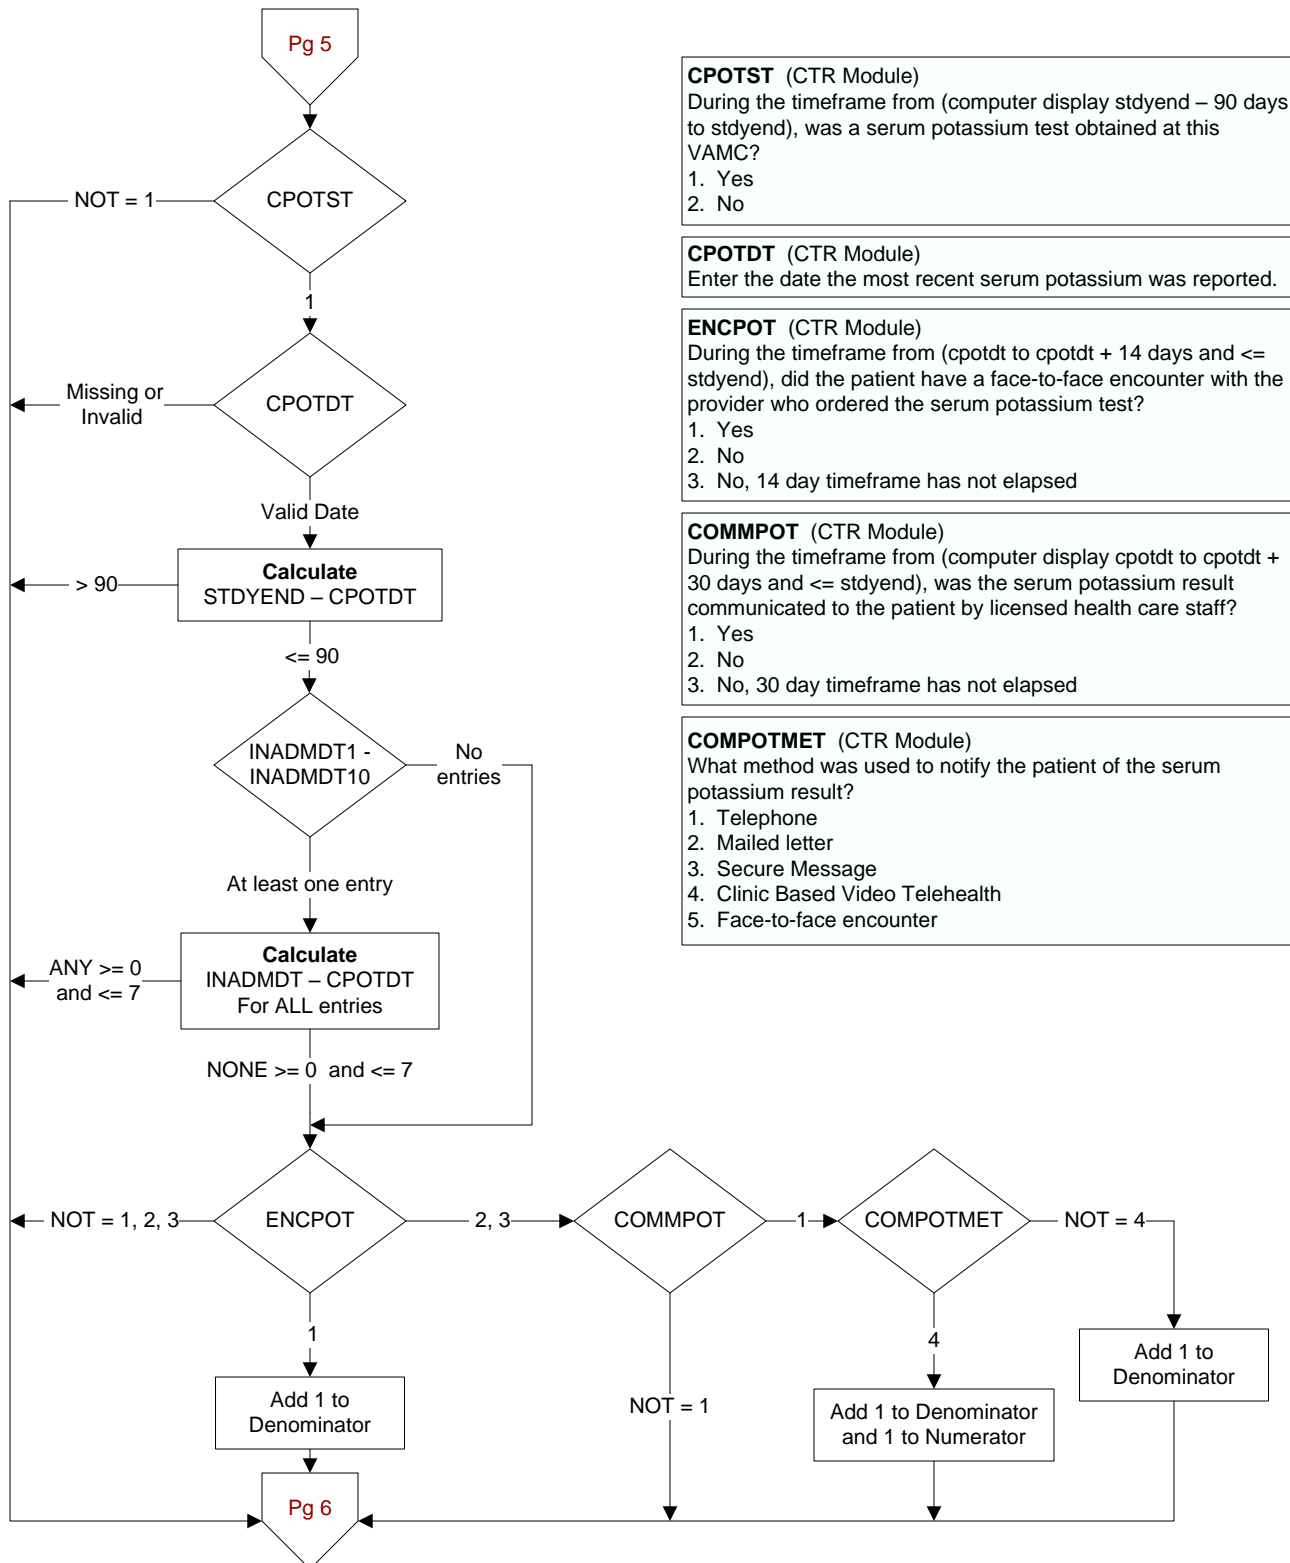 Pg 5
CPOTST
NOT = 1
1
CPOTDT
Missing or
Invalid
Valid Date
Calculate
STDYEND – CPOTDT
> 90
<= 90
INADMDT1 -
INADMDT10
No
entries
At least one entry
Calculate
INADMDT – CPOTDT
For ALL entries
ANY >= 0
and <= 7
NONE >= 0 and <= 7
ENCPOT
NOT = 1, 2, 3
2, 3
COMMPOT
1
COMPOTMET
NOT = 4
1
4
NOT = 1
Add 1 to
Denominator
Add 1 to Denominator
and 1 to Numerator
Add 1 to
Denominator
Pg 6
CPOTST (CTR Module)
During the timeframe from (computer display stdyend – 90 days
to stdyend), was a serum potassium test obtained at this
VAMC?
1. Yes
2. No
CPOTDT (CTR Module)
Enter the date the most recent serum potassium was reported.
ENCPOT (CTR Module)
During the timeframe from (cpotdt to cpotdt + 14 days and <=
stdyend), did the patient have a face-to-face encounter with the
provider who ordered the serum potassium test?
1. Yes
2. No
3. No, 14 day timeframe has not elapsed
COMMPOT (CTR Module)
During the timeframe from (computer display cpotdt to cpotdt +
30 days and <= stdyend), was the serum potassium result
communicated to the patient by licensed health care staff?
1. Yes
2. No
3. No, 30 day timeframe has not elapsed
COMPOTMET (CTR Module)
What method was used to notify the patient of the serum
potassium result?
1. Telephone
2. Mailed letter
3. Secure Message
4. Clinic Based Video Telehealth
5. Face-to-face encounter